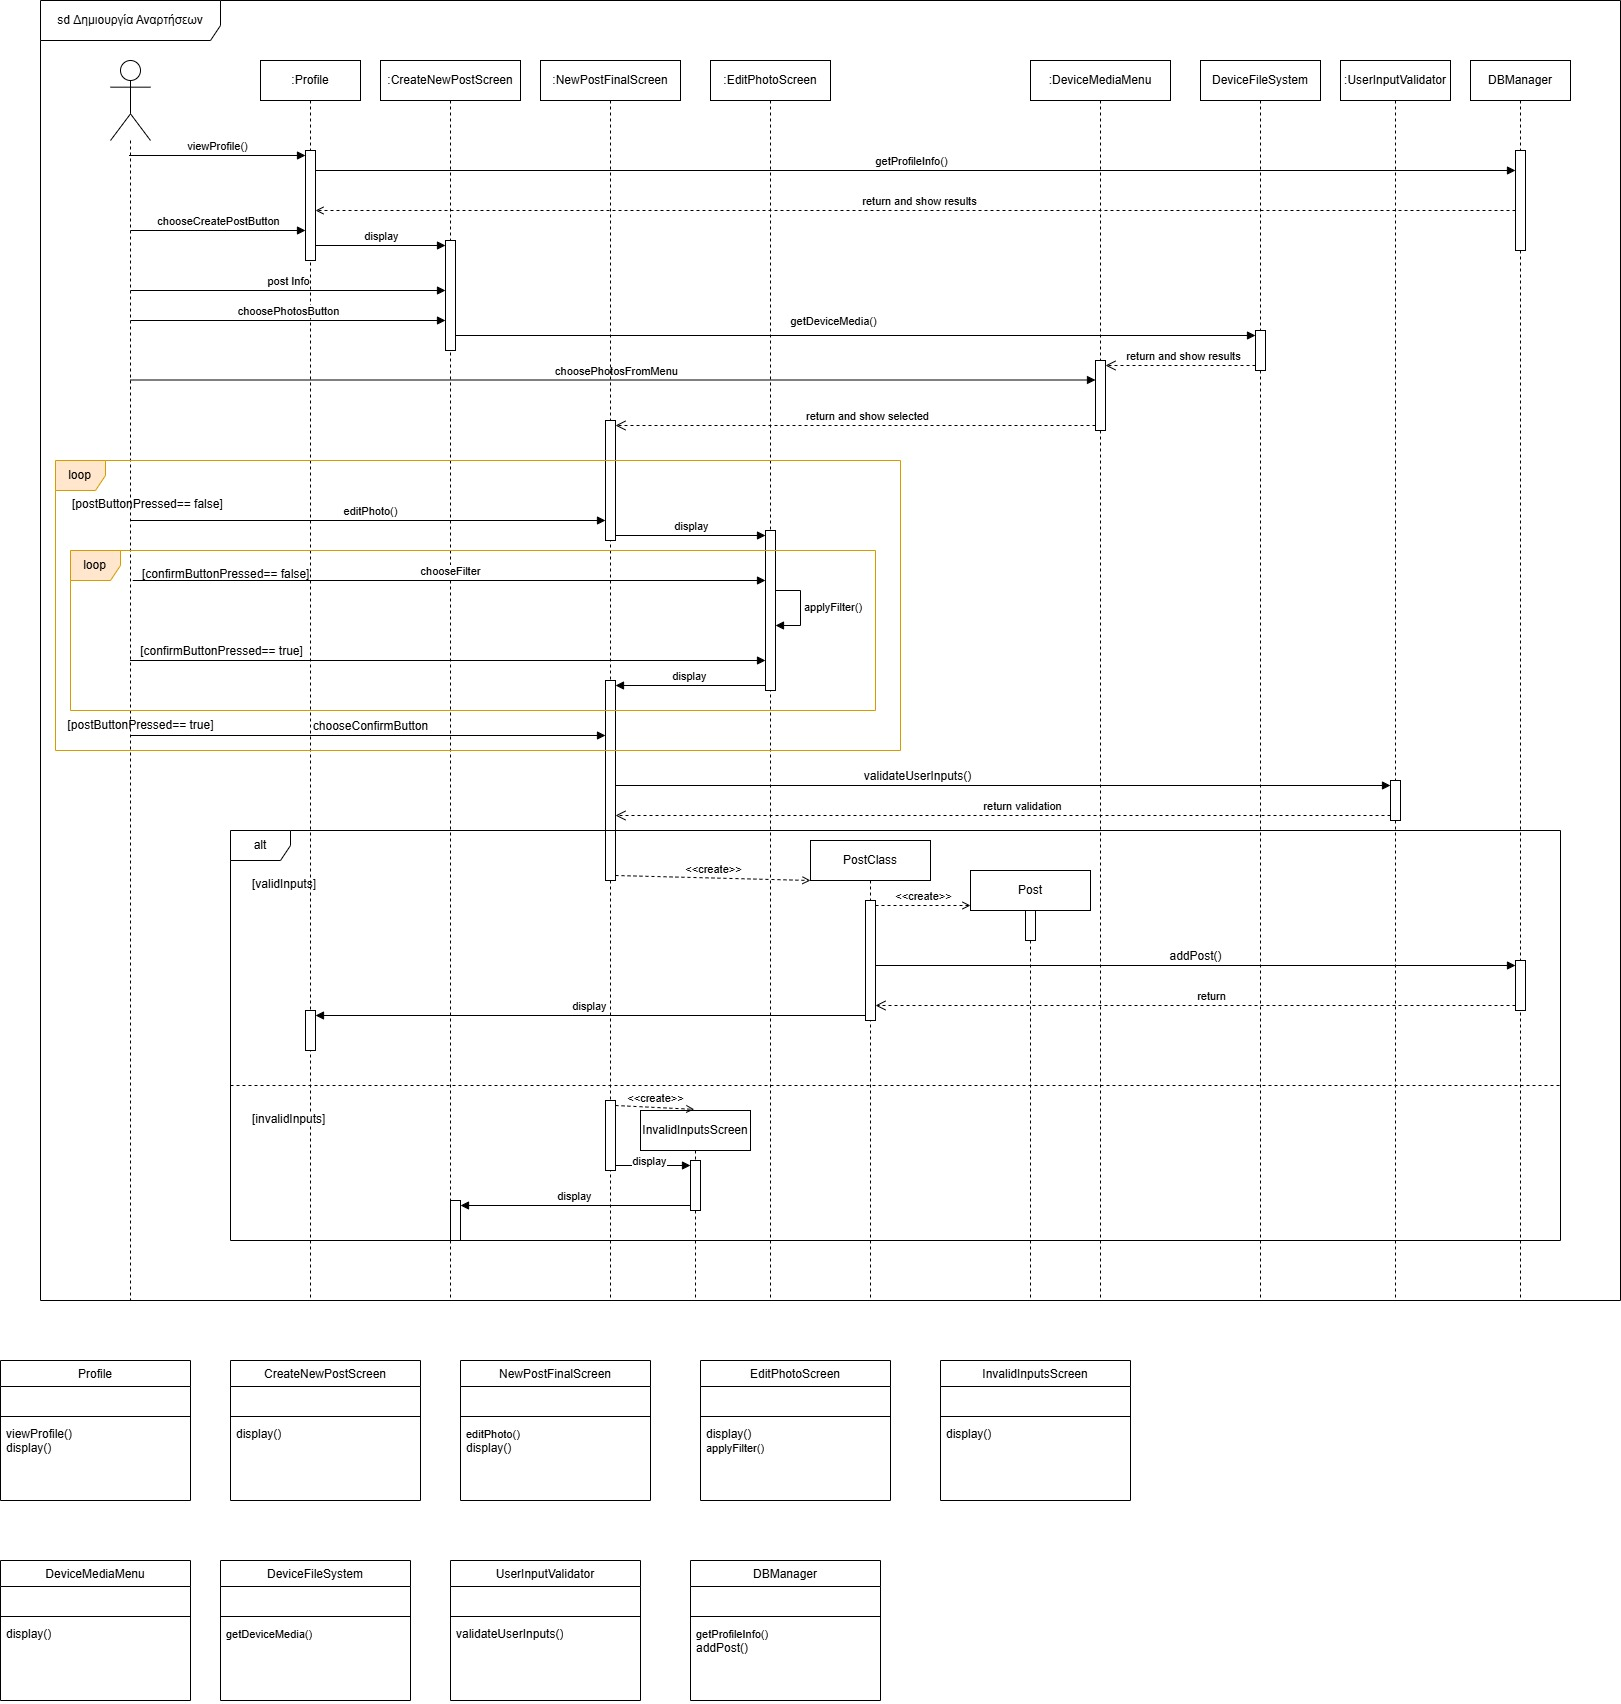 sd Δημιουργία Αναρτήσεων
:Profile
:CreateNewPostScreen
:NewPostFinalScreen
:EditPhotoScreen
:DeviceMediaMenu
DeviceFileSystem
:UserInputValidator
DBManager
viewProfile()
getProfileInfo()
return and show results
chooseCreatePostButton
display
post Info
choosePhotosButton
getDeviceMedia()
return and show results
choosePhotosFromMenu
return and show selected
loop
[postButtonPressed== false]
editPhoto()
display
loop
[confirmButtonPressed== false]
chooseFilter
applyFilter()
[confirmButtonPressed== true]
display
[postButtonPressed== true]
chooseConfirmButton
validateUserInputs()
return validation
alt
PostClass
<<create>>
[validInputs]
Post
<<create>>
addPost()
return
display
<<create>>
[invalidInputs]
InvalidInputsScreen
display
display
Profile
viewProfile()
display()
CreateNewPostScreen
display()
NewPostFinalScreen
editPhoto()
display()
EditPhotoScreen
display()
applyFilter()
InvalidInputsScreen
display()
DeviceMediaMenu
display()
DeviceFileSystem
getDeviceMedia()
UserInputValidator
validateUserInputs()
DBManager
getProfileInfo()
addPost()